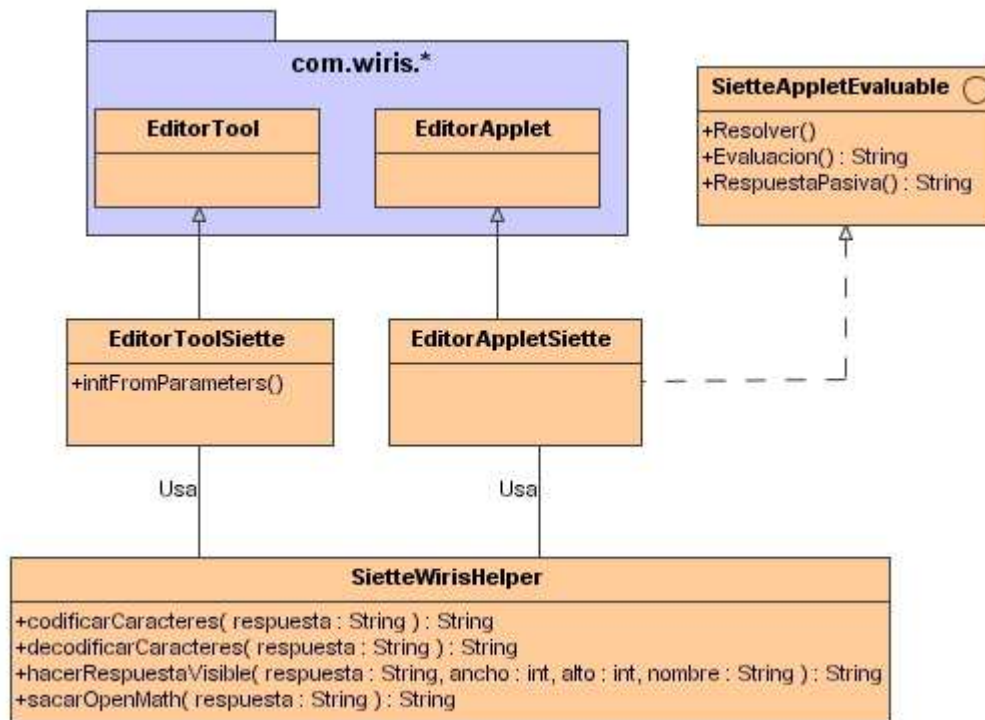 com.wiris.*
EditorTool
EditorApplet
SietteAppletEvaluable
+Resolver()
+Evaluacion() : String
+RespuestaPasiva() : String
EditorToolSiette
+initFromParameters()
EditorAppletSiette
Usa
Usa
SietteWirisHelper
+codificarCaracteres( respuesta : String ) : String
+decodificarCaracteres( respuesta : String ) : String
+hacerRespuestaVisible( respuesta : String, ancho : int, alto : int, nombre : String ) : String
+sacarOpenMath( respuesta : String ) : String